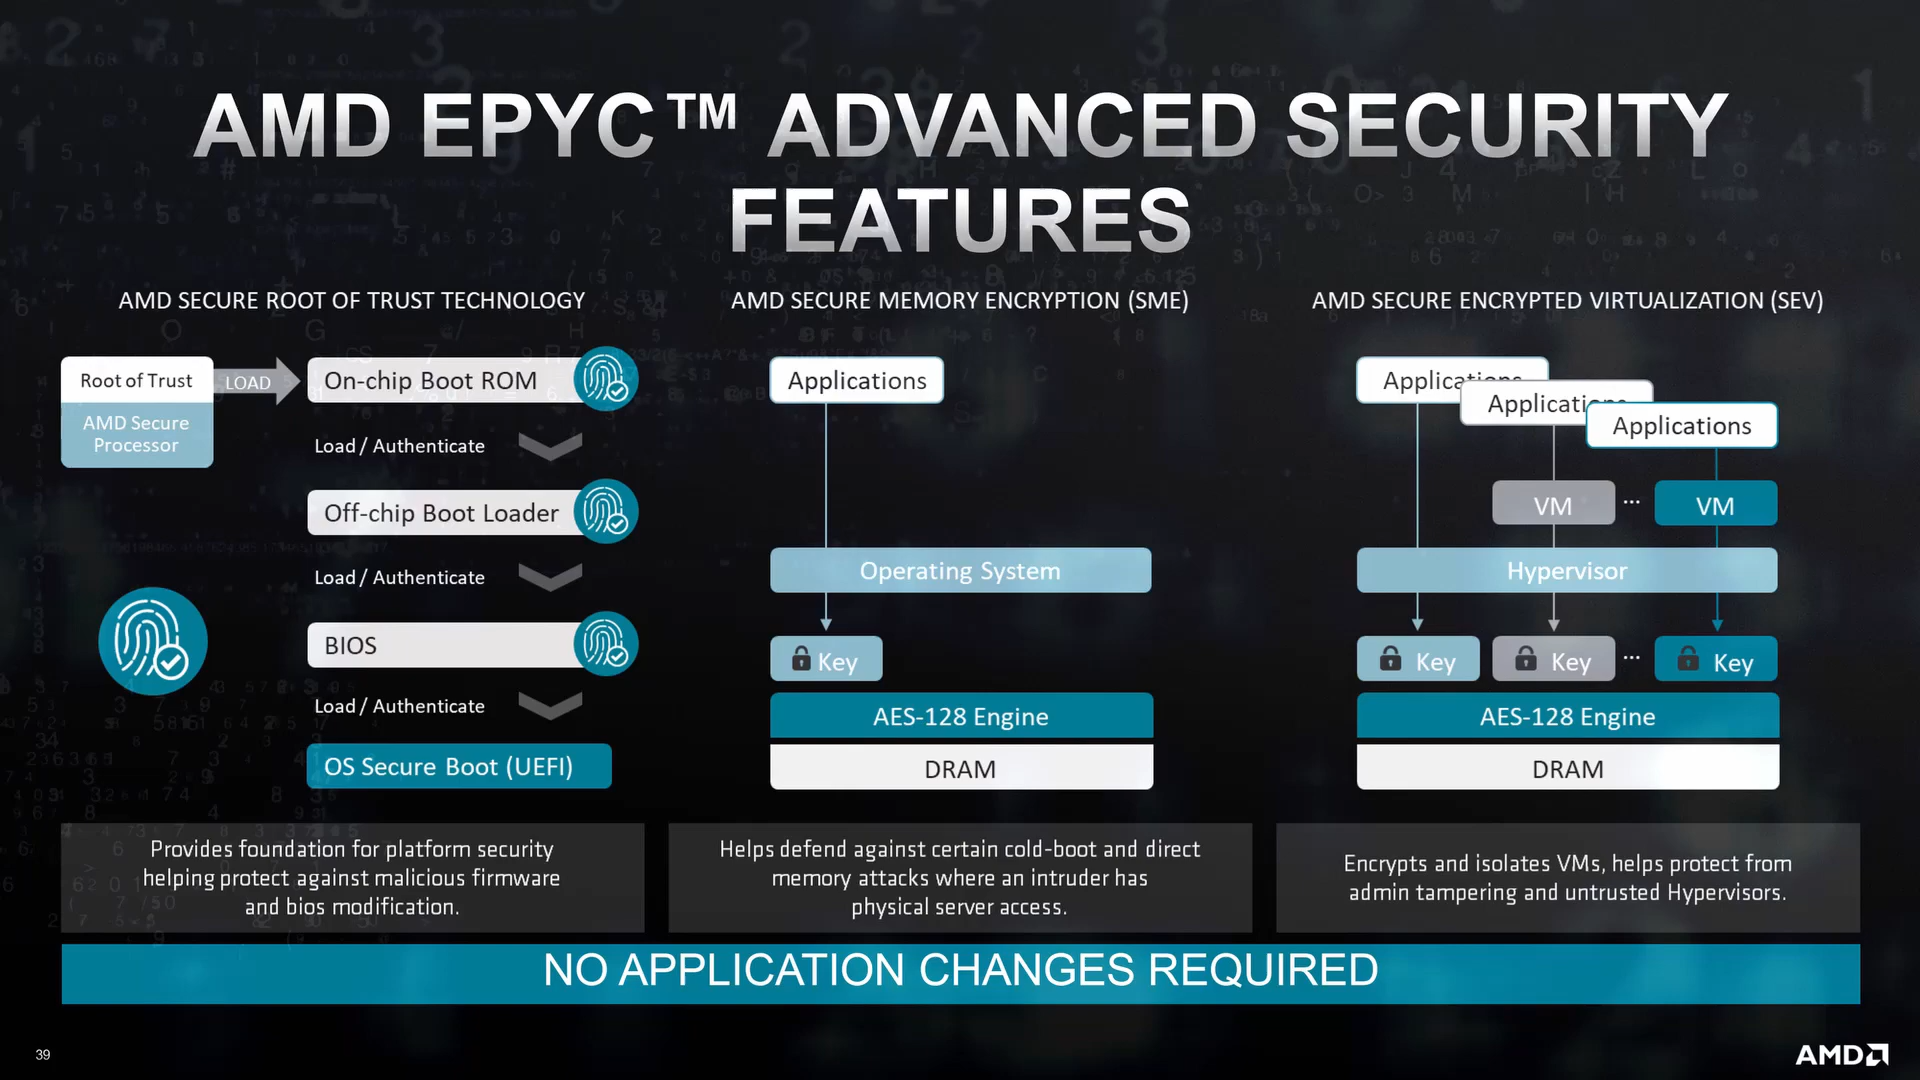 AMD EPYC™ ADVANCED SECURITY
FEATURES
AMD SECURE ROOT OF TRUST TECHNOLOGY
Root of Trust
AMD Secure
Processor
LOAD
On-chip Boot ROM
Load / Authenticate
Off-chip Boot Loader
Load / Authenticate
BIOS
Load / Authenticate
OS Secure Boot (UEFI)
Provides foundation for platform security
helping protect against malicious firmware
and bios modification.
AMD SECURE MEMORY ENCRYPTION (SME)
Applications
Operating System
Key
AES-128 Engine
DRAM
Helps defend against certain cold-boot and direct
memory attacks where an intruder has
physical server access.
AMD SECURE ENCRYPTED VIRTUALIZATION (SEV)
Applications
Applications
Applications
VM
...
VM
Hypervisor
Key
Key
...
Key
AES-128 Engine
DRAM
Encrypts and isolates VMs, helps protect from
admin tampering and untrusted Hypervisors.
NO APPLICATION CHANGES REQUIRED
39
AMD